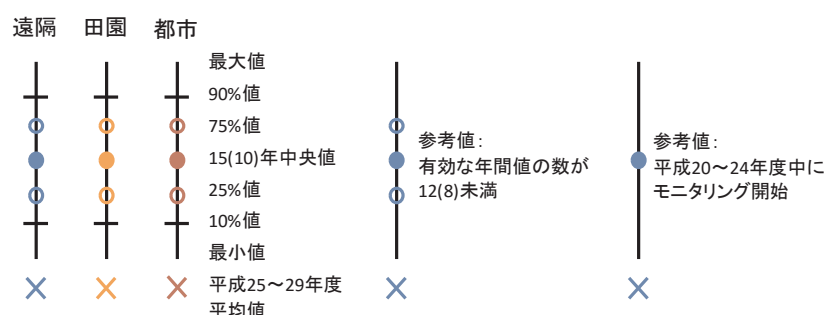 遠隔 田園 都市
最大値
90%値
75%値
15(10)年中央値
25%値
10%値
最小値
平成25～29年度
平均値
参考値：
有効な年間値の数が
12(8)未満
参考値：
平成20～24年度中に
モニタリング開始